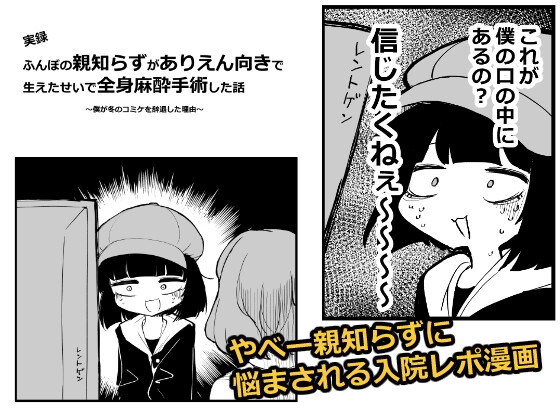 実録
ふんぼの親知らずがありえん向きで
生えたせいで全身麻酔手術した話
～僕が冬のコミケを辞退した理由～
これが
僕の口の中に
あるの？
信じたくねぇ～～～～
レントゲン
レントゲン
やべー親知らずに
悩まされる入院レポ漫画